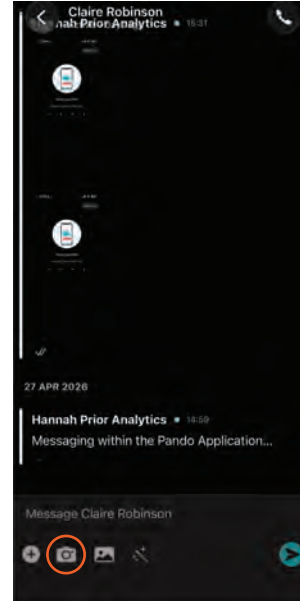 Claire Robinson
nah Prior Analytics 15:31
27 APR 2026
Hannah Prior Analytics 14:59
Messaging within the Pando Application...
Message Claire Robinson